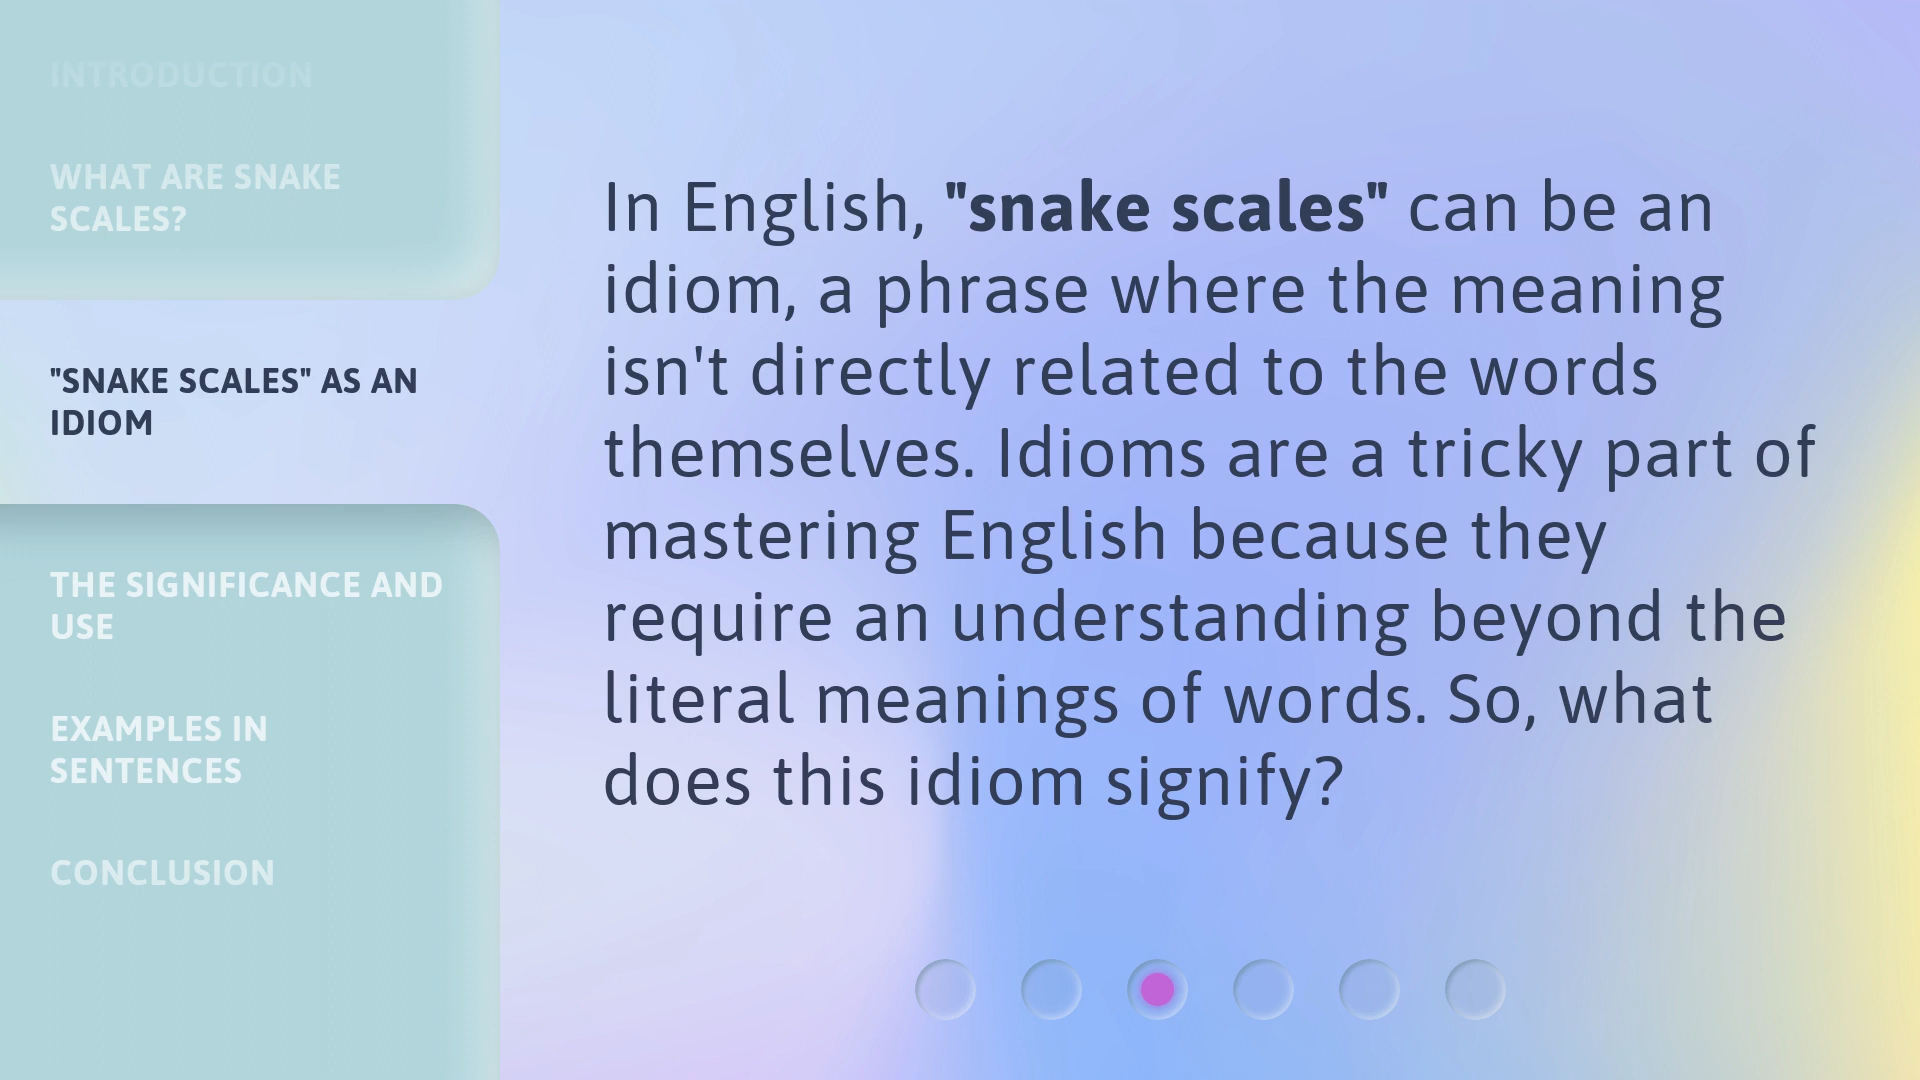 INTRODUCTION
WHAT ARE SNAKE
SCALES?
"SNAKE SCALES" AS AN
IDIOM
THE SIGNIFICANCE AND
USE
EXAMPLES IN
SENTENCES
CONCLUSION
In English, "snake scales" can be an
idiom, a phrase where the meaning
isn't directly related to the words
themselves. Idioms are a tricky part of
mastering English because they
require an understanding beyond the
literal meanings of words. So, what
does this idiom signify?